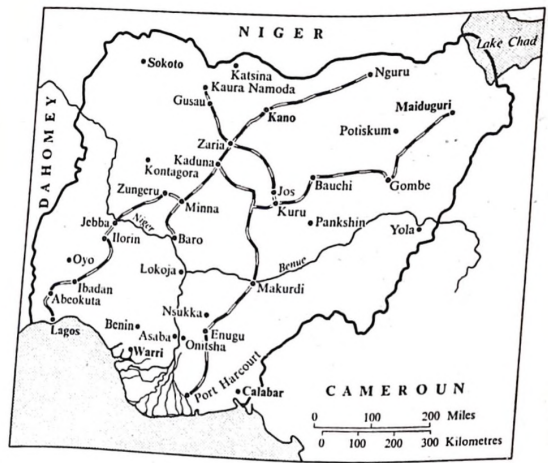 NIGER
Lake Chad
Sokoto
Katsina
Nguru
Kaura Namoda
Gusau
Kano
Maiduguri
Potiskum
DAHOMEY
Zaria
Kaduna
Kontagora
Zungeru
Jos
Bauchi
Gombe
Minna
Kuru
Jebba
Niger
Pankshin
Yola
Ilorin
Baro
Oyo
Lokoja
Benue
Makurdi
Ibadan
Abeokuta
Nsukka
Lagos
Benin
Asaba
Enugu
Onitsha
Warri
Port Harcourt
Calabar
CAMEROUN
0 100 200 Miles
0 100 200 300 Kilometres